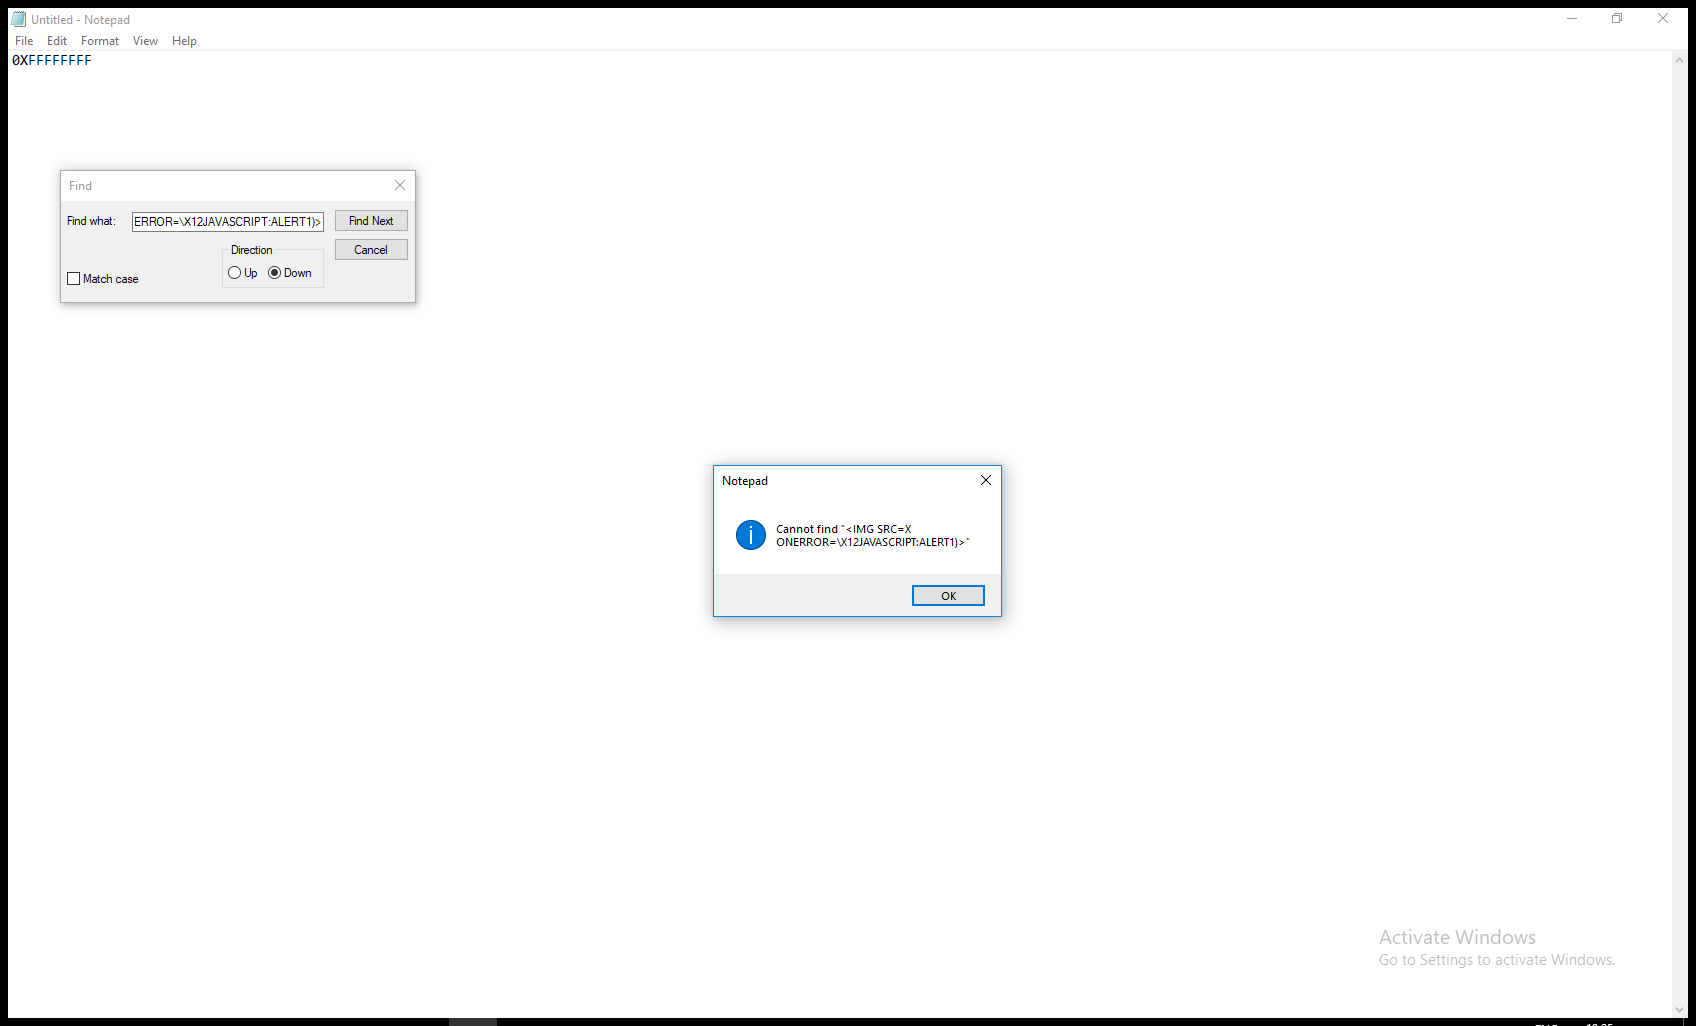 Untitled - Notepad
File Edit Format View Help
0XFFFFFFFF
Find
Find what: ERROR=\X12JAVASCRIPT:ALERT1)> Find Next
Direction Cancel
Up Down
Match case
Notepad
Cannot find "<IMG SRC=X
ONERROR=\X12JAVASCRIPT:ALERT1)>"
OK
Activate Windows
Go to Settings to activate Windows.